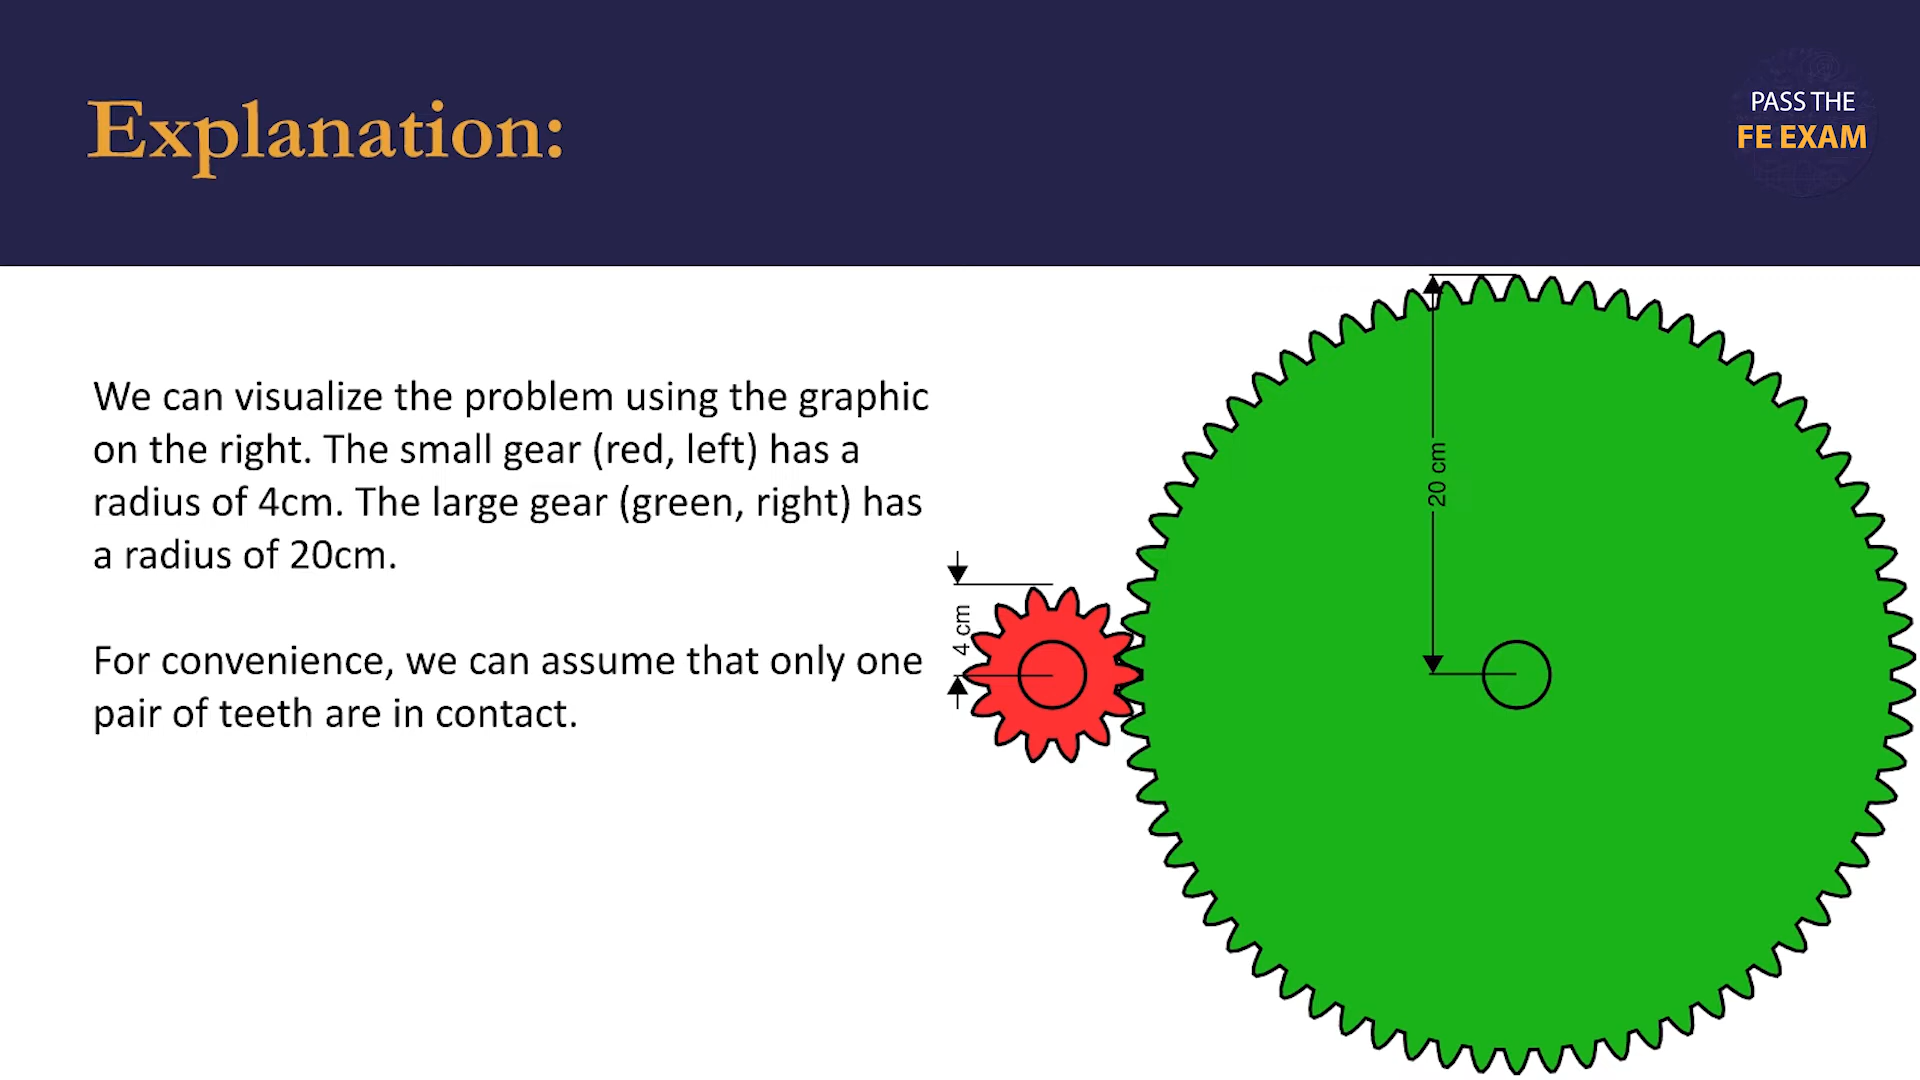 Explanation:
PASS THE
FE EXAM
We can visualize the problem using the graphic
on the right. The small gear (red, left) has a
radius of 4cm. The large gear (green, right) has
a radius of 20cm.
For convenience, we can assume that only one
pair of teeth are in contact.
4 cm
20 cm